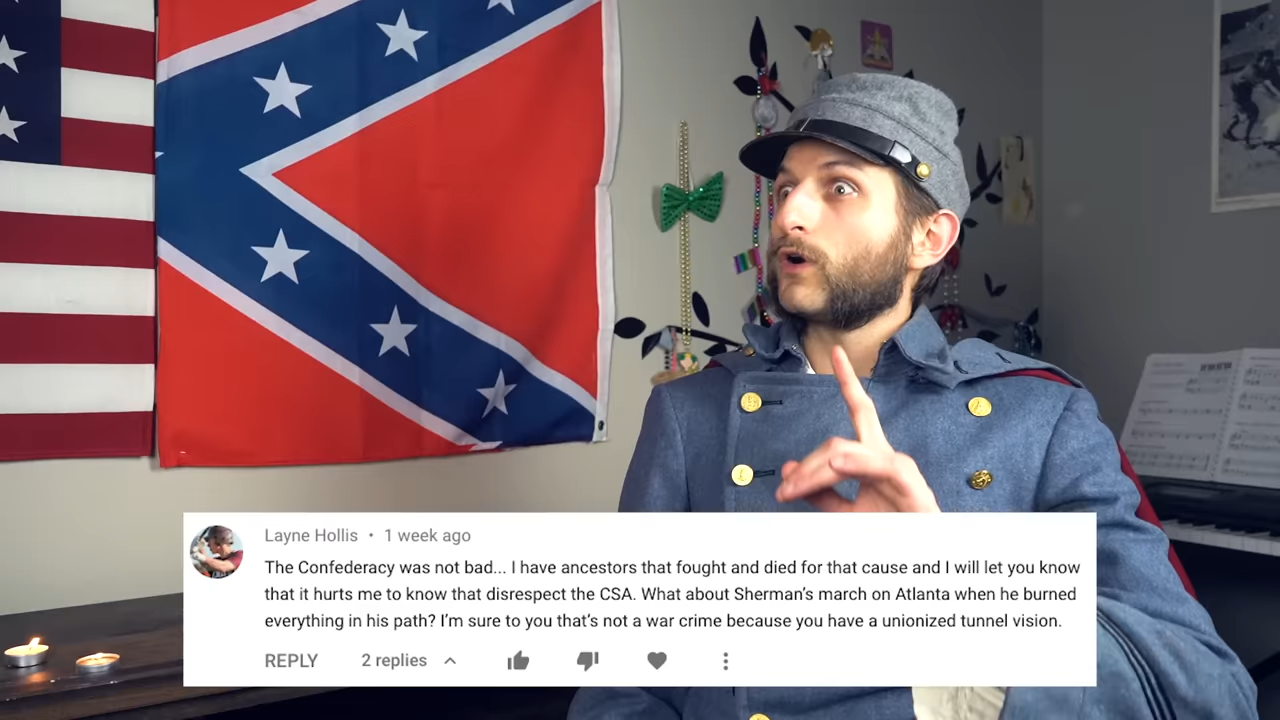 Layne Hollis • 1 week ago
The Confederacy was not bad... I have ancestors that fought and died for that cause and I will let you know
that it hurts me to know that disrespect the CSA. What about Sherman's march on Atlanta when he burned
everything in his path? I'm sure to you that's not a war crime because you have a unionized tunnel vision.
REPLY 2 replies